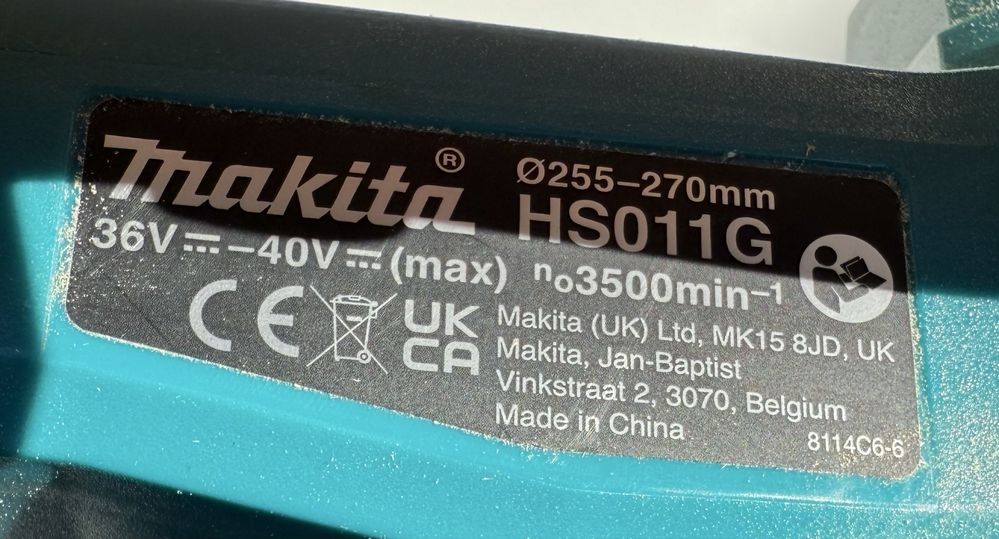 makita®
Ø255–270mm
HS011G
36V⎓–40V⎓(max)
n₀3500min⁻¹
CE
UK
CA
Makita (UK) Ltd, MK15 8JD, UK
Makita, Jan-Baptist
Vinkstraat 2, 3070, Belgium
Made in China
8114C6-6